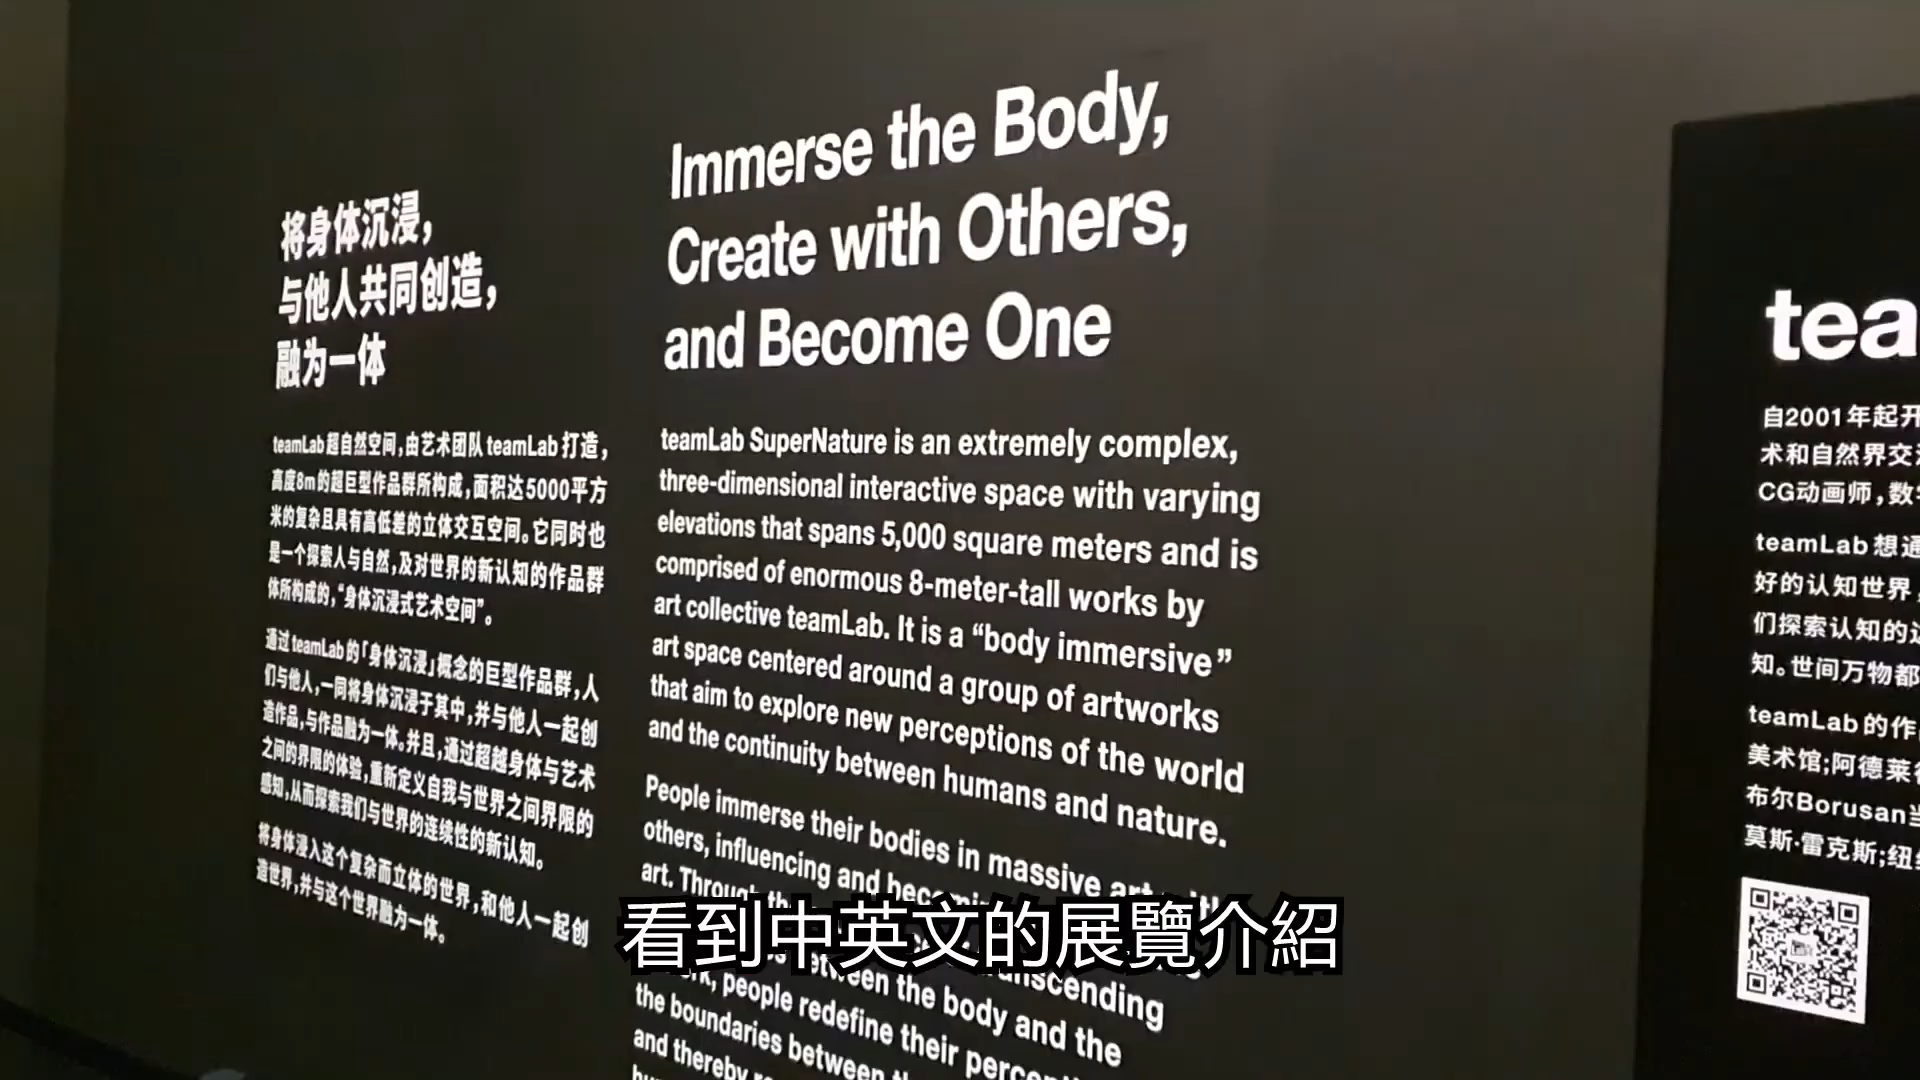 将身体沉浸，
与他人共同创造，
融为一体
teamLab超自然空间，由艺术团队teamLab打造，
高度8m的超巨型作品群所构成，面积达5000平方
米的复杂且具有高低差的立体交互空间。它同时也
是一个探索人与自然，及对世界的新认知的作品群
体所构成的，“身体沉浸式艺术空间”。
通过teamLab的「身体沉浸」概念的巨型作品群，人
们与他人，一同将身体沉浸于其中，并与他人一起创
造作品，与作品融为一体。并且，通过超越身体与艺术
之间的界限的体验，重新定义自我与世界之间界限的
感知，从而探索我们与世界的连续性的新认知。
将身体浸入这个复杂而立体的世界，和他人一起创
造世界，并与这个世界融为一体。
Immerse the Body,
Create with Others,
and Become One
teamLab SuperNature is an extremely complex,
three-dimensional interactive space with varying
elevations that spans 5,000 square meters and is
comprised of enormous 8-meter-tall works by
art collective teamLab. It is a “body immersive”
art space centered around a group of artworks
that aim to explore new perceptions of the world
and the continuity between humans and nature.
People immerse their bodies in massive
others, influencing and
art.
between the body and the
people redefine their
the boundaries between
and thereby
tea
自2001年起开
术和自然界交
CG动画师，数
teamLab想通
好的认知世界，
们探索认知的
知。世间万物都
teamLab的作
美术馆；阿德莱
布尔Borusan当
莫斯·雷克斯；纽
看到中英文的展覽介紹